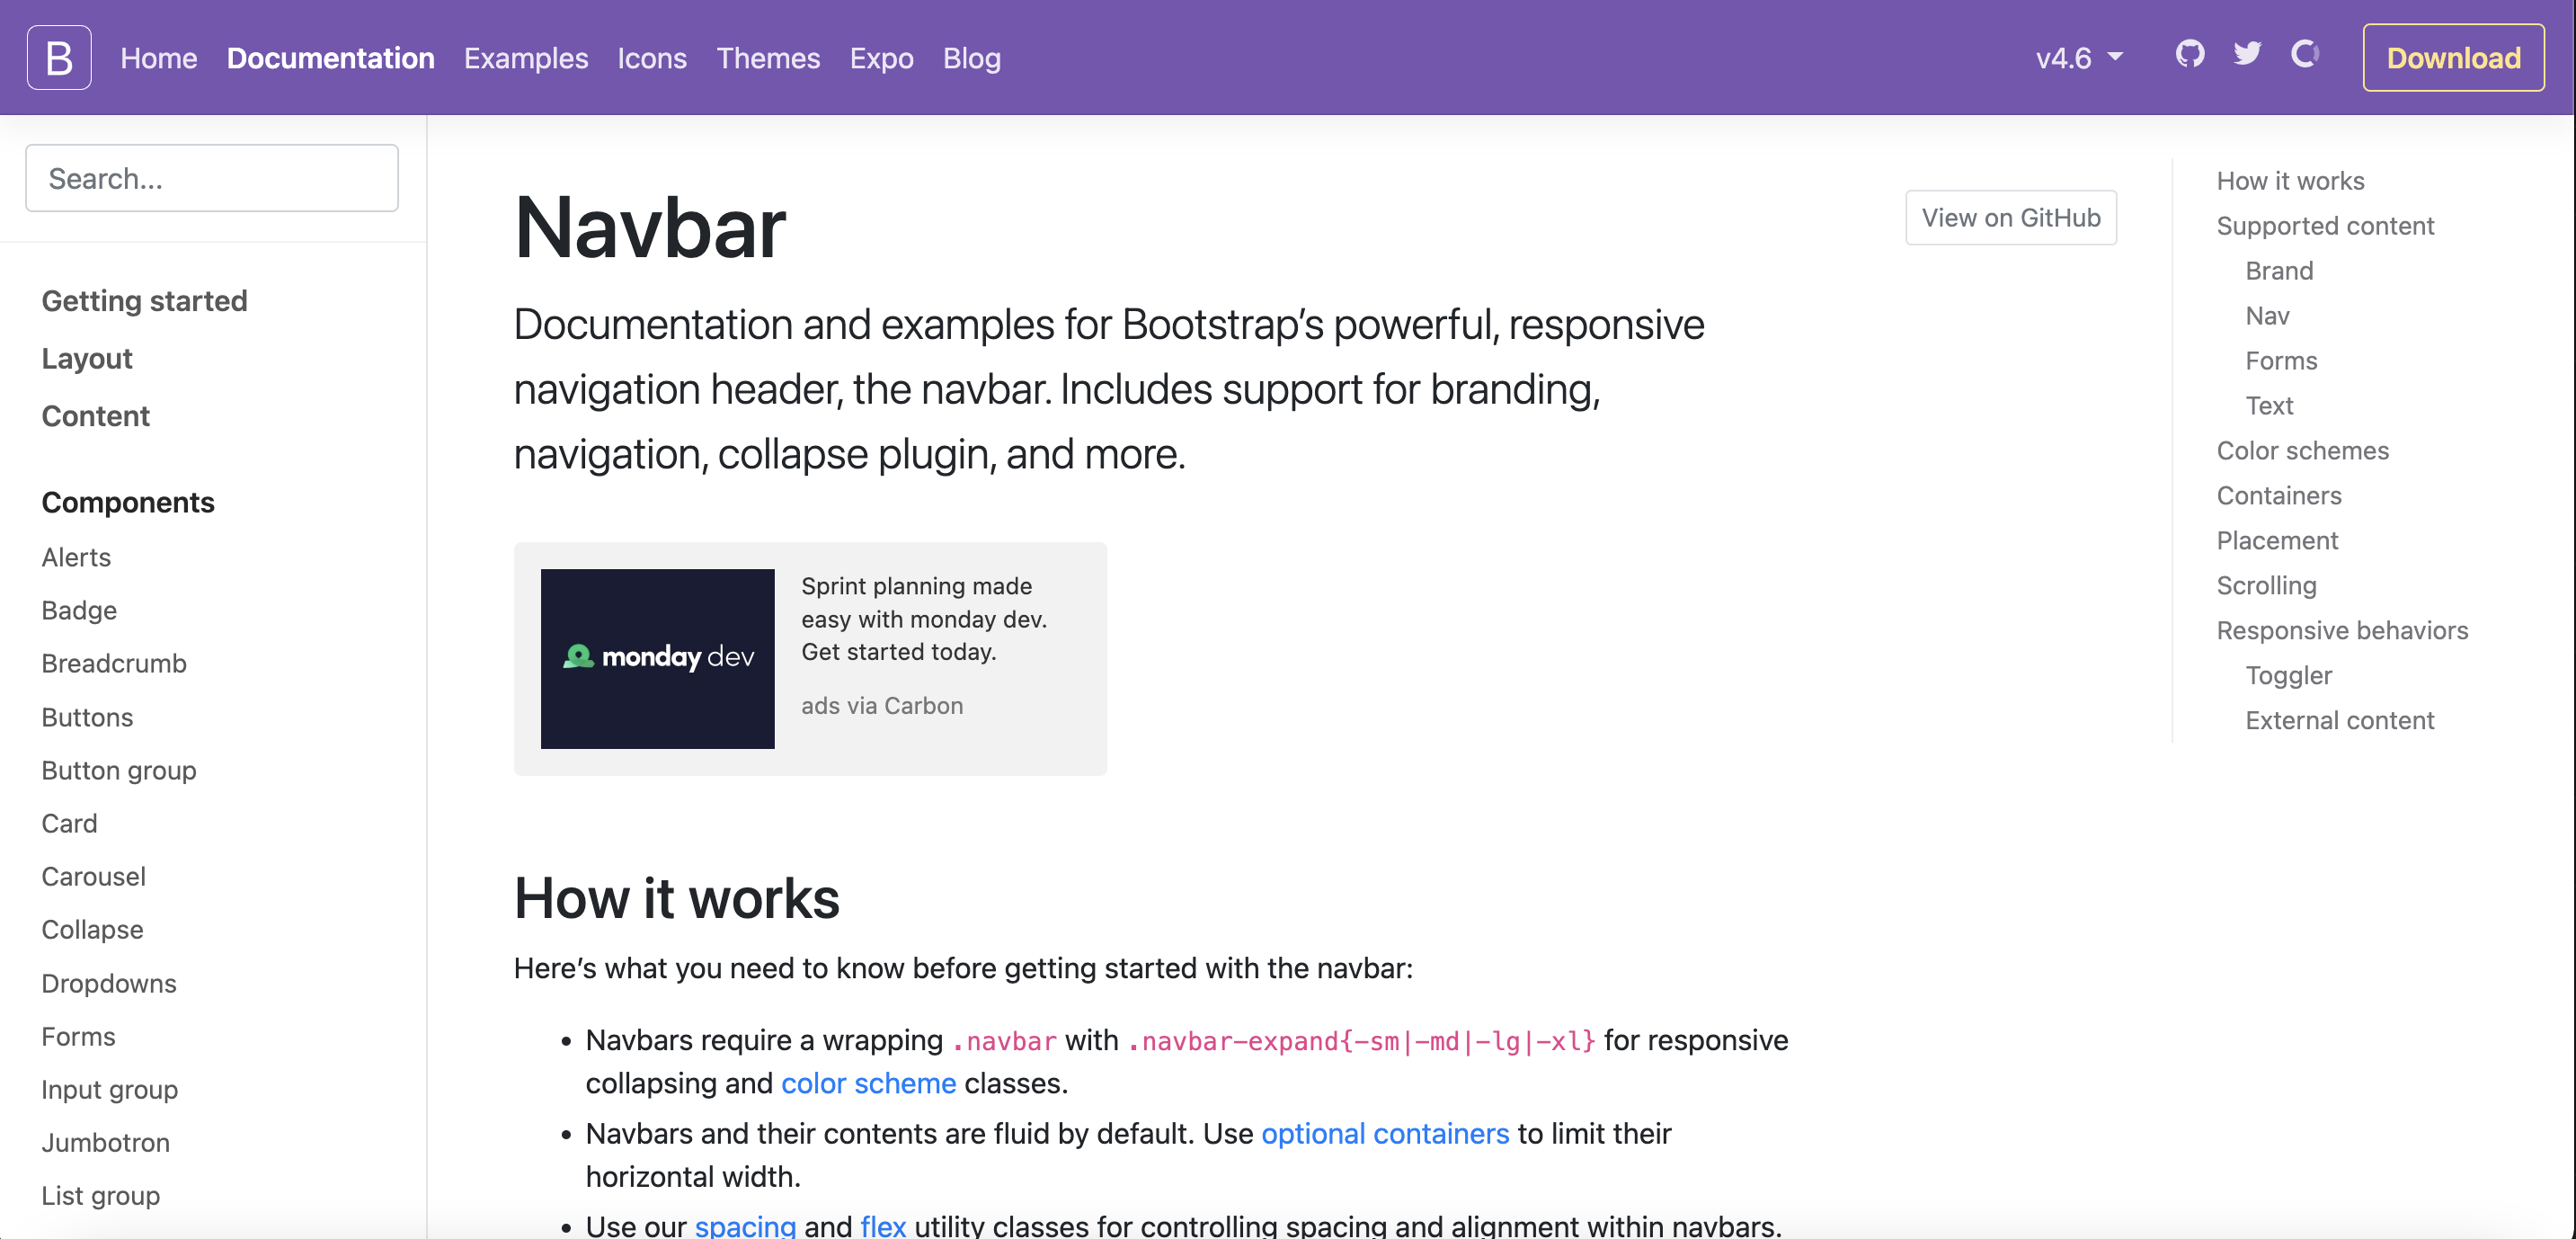 B Home Documentation Examples Icons Themes Expo Blog v4.6 Download
Search...
Getting started
Layout
Content
Components
Alerts
Badge
Breadcrumb
Buttons
Button group
Card
Carousel
Collapse
Dropdowns
Forms
Input group
Jumbotron
List group
Navbar
View on GitHub
Documentation and examples for Bootstrap’s powerful, responsive
navigation header, the navbar. Includes support for branding,
navigation, collapse plugin, and more.
monday dev
Sprint planning made
easy with monday dev.
Get started today.
ads via Carbon
How it works
Here’s what you need to know before getting started with the navbar:
• Navbars require a wrapping .navbar with .navbar-expand{-sm|-md|-lg|-xl} for responsive
collapsing and color scheme classes.
• Navbars and their contents are fluid by default. Use optional containers to limit their
horizontal width.
• Use our spacing and flex utility classes for controlling spacing and alignment within navbars.
How it works
Supported content
Brand
Nav
Forms
Text
Color schemes
Containers
Placement
Scrolling
Responsive behaviors
Toggler
External content